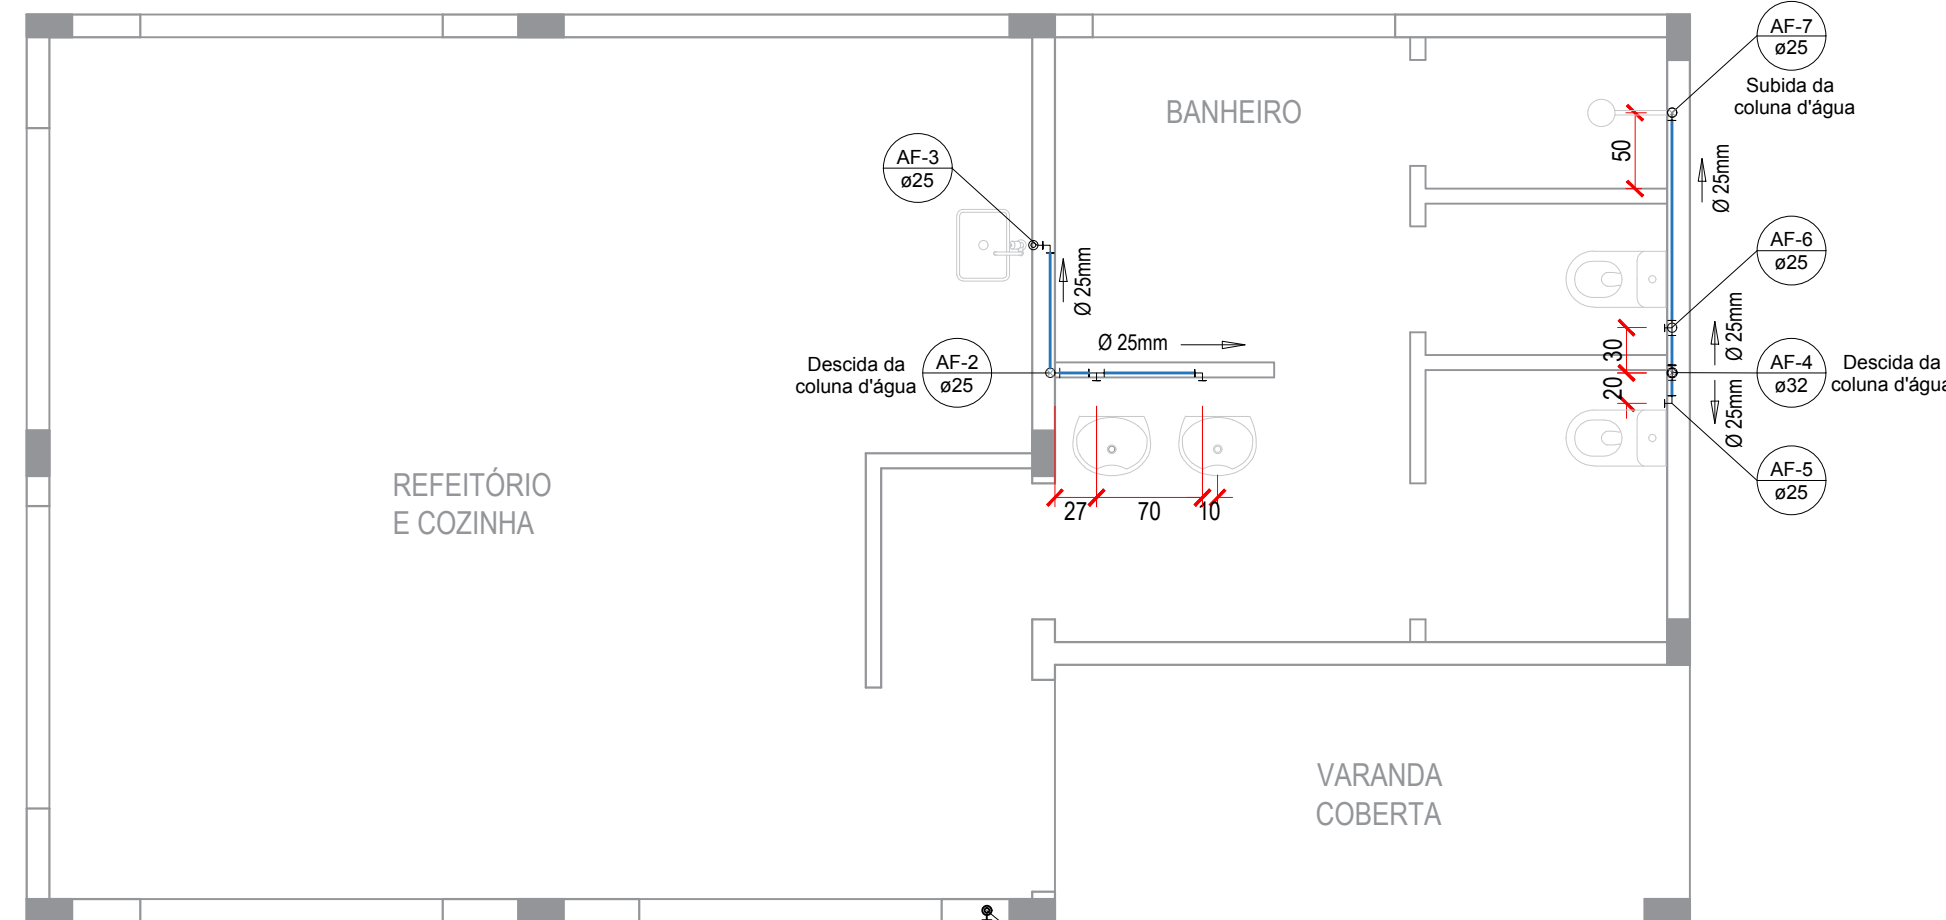 AF-7
ø25
Subida da
coluna d'água
BANHEIRO
50
Ø 25mm
AF-3
ø25
AF-6
ø25
Ø 25mm
Ø 25mm
Ø 25mm
30
Descida da
coluna d'água
AF-2
ø25
AF-4
ø32
Descida da
coluna d'água
20
Ø 25mm
AF-5
ø25
REFEITÓRIO
E COZINHA
27
70
10
VARANDA
COBERTA